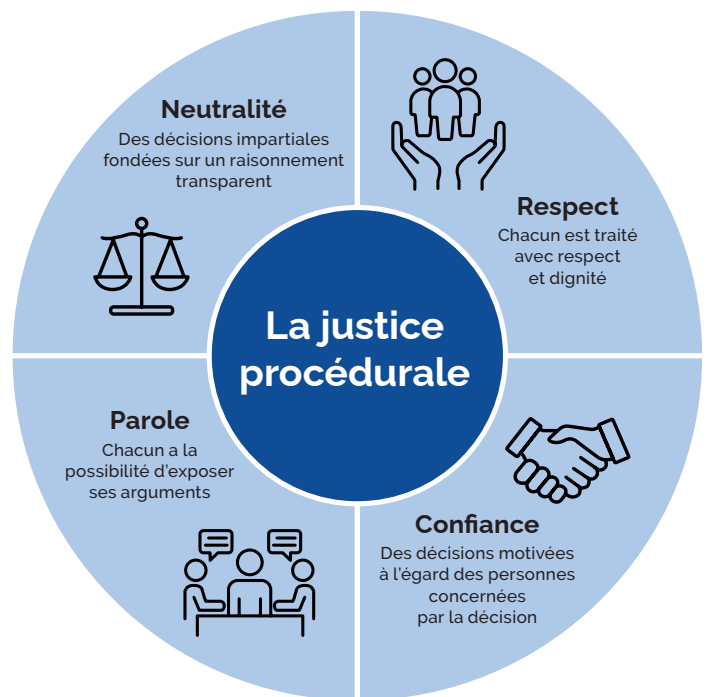 Neutralité
Des décisions impartiales
fondées sur un raisonnement
transparent
Respect
Chacun est traité
avec respect
et dignité
La justice
procédurale
Parole
Chacun a la
possibilité d'exposer
ses arguments
Confiance
Des décisions motivées
à l'égard des personnes
concernées
par la décision